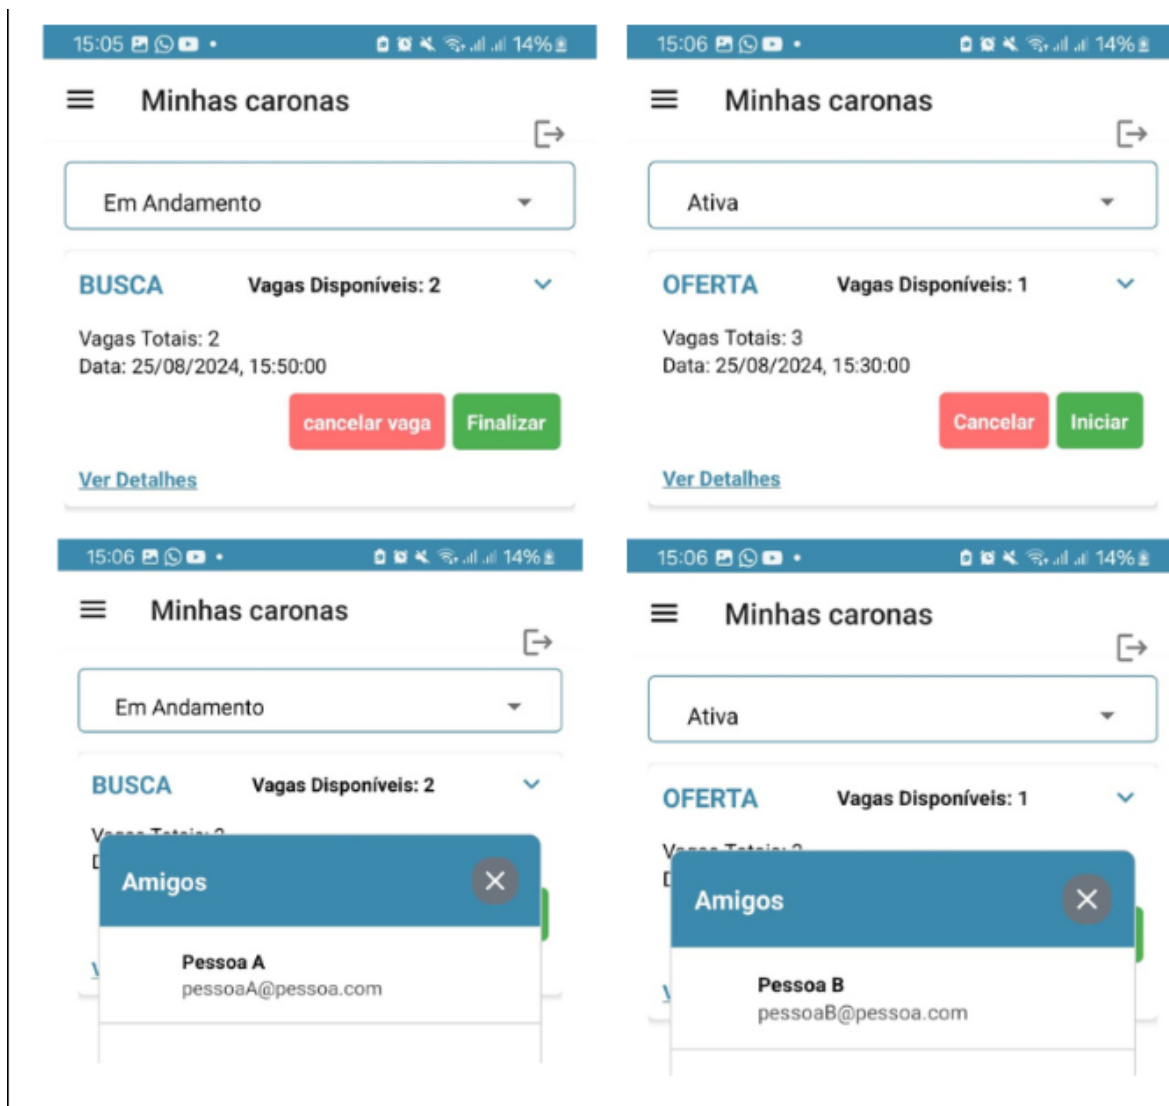 15:05
14%
Minhas caronas
Em Andamento
BUSCA Vagas Disponíveis: 2
Vagas Totais: 2
Data: 25/08/2024, 15:50:00
cancelar vaga Finalizar
Ver Detalhes
15:06
14%
Minhas caronas
Ativa
OFERTA Vagas Disponíveis: 1
Vagas Totais: 3
Data: 25/08/2024, 15:30:00
Cancelar Iniciar
Ver Detalhes
15:06
14%
Minhas caronas
Em Andamento
BUSCA Vagas Disponíveis: 2
Amigos
Pessoa A
pessoaA@pessoa.com
15:06
14%
Minhas caronas
Ativa
OFERTA Vagas Disponíveis: 1
Amigos
Pessoa B
pessoaB@pessoa.com